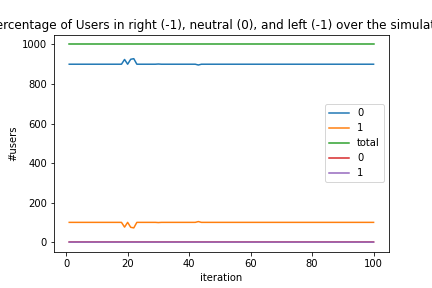 ercentage of Users in right (-1), neutral (0), and left (-1) over the simulat
1000
800
600
400
200
0
#users
0
1
total
0
1
0 20 40 60 80 100
iteration